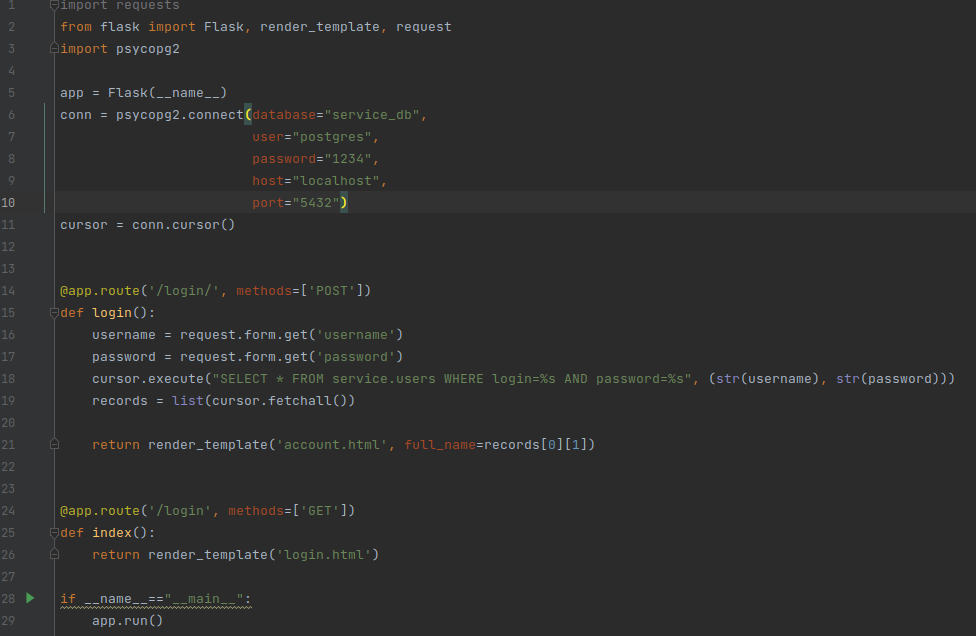 1 import requests
2 from flask import Flask, render_template, request
3 import psycopg2
4
5 app = Flask(__name__)
6 conn = psycopg2.connect(database="service_db",
7                         user="postgres",
8                         password="1234",
9                         host="localhost",
10                         port="5432")
11 cursor = conn.cursor()
12
13
14 @app.route('/login/', methods=['POST'])
15 def login():
16     username = request.form.get('username')
17     password = request.form.get('password')
18     cursor.execute("SELECT * FROM service.users WHERE login=%s AND password=%s", (str(username), str(password)))
19     records = list(cursor.fetchall())
20
21     return render_template('account.html', full_name=records[0][1])
22
23
24 @app.route('/login', methods=['GET'])
25 def index():
26     return render_template('login.html')
27
28 if __name__=="__main__":
29     app.run()